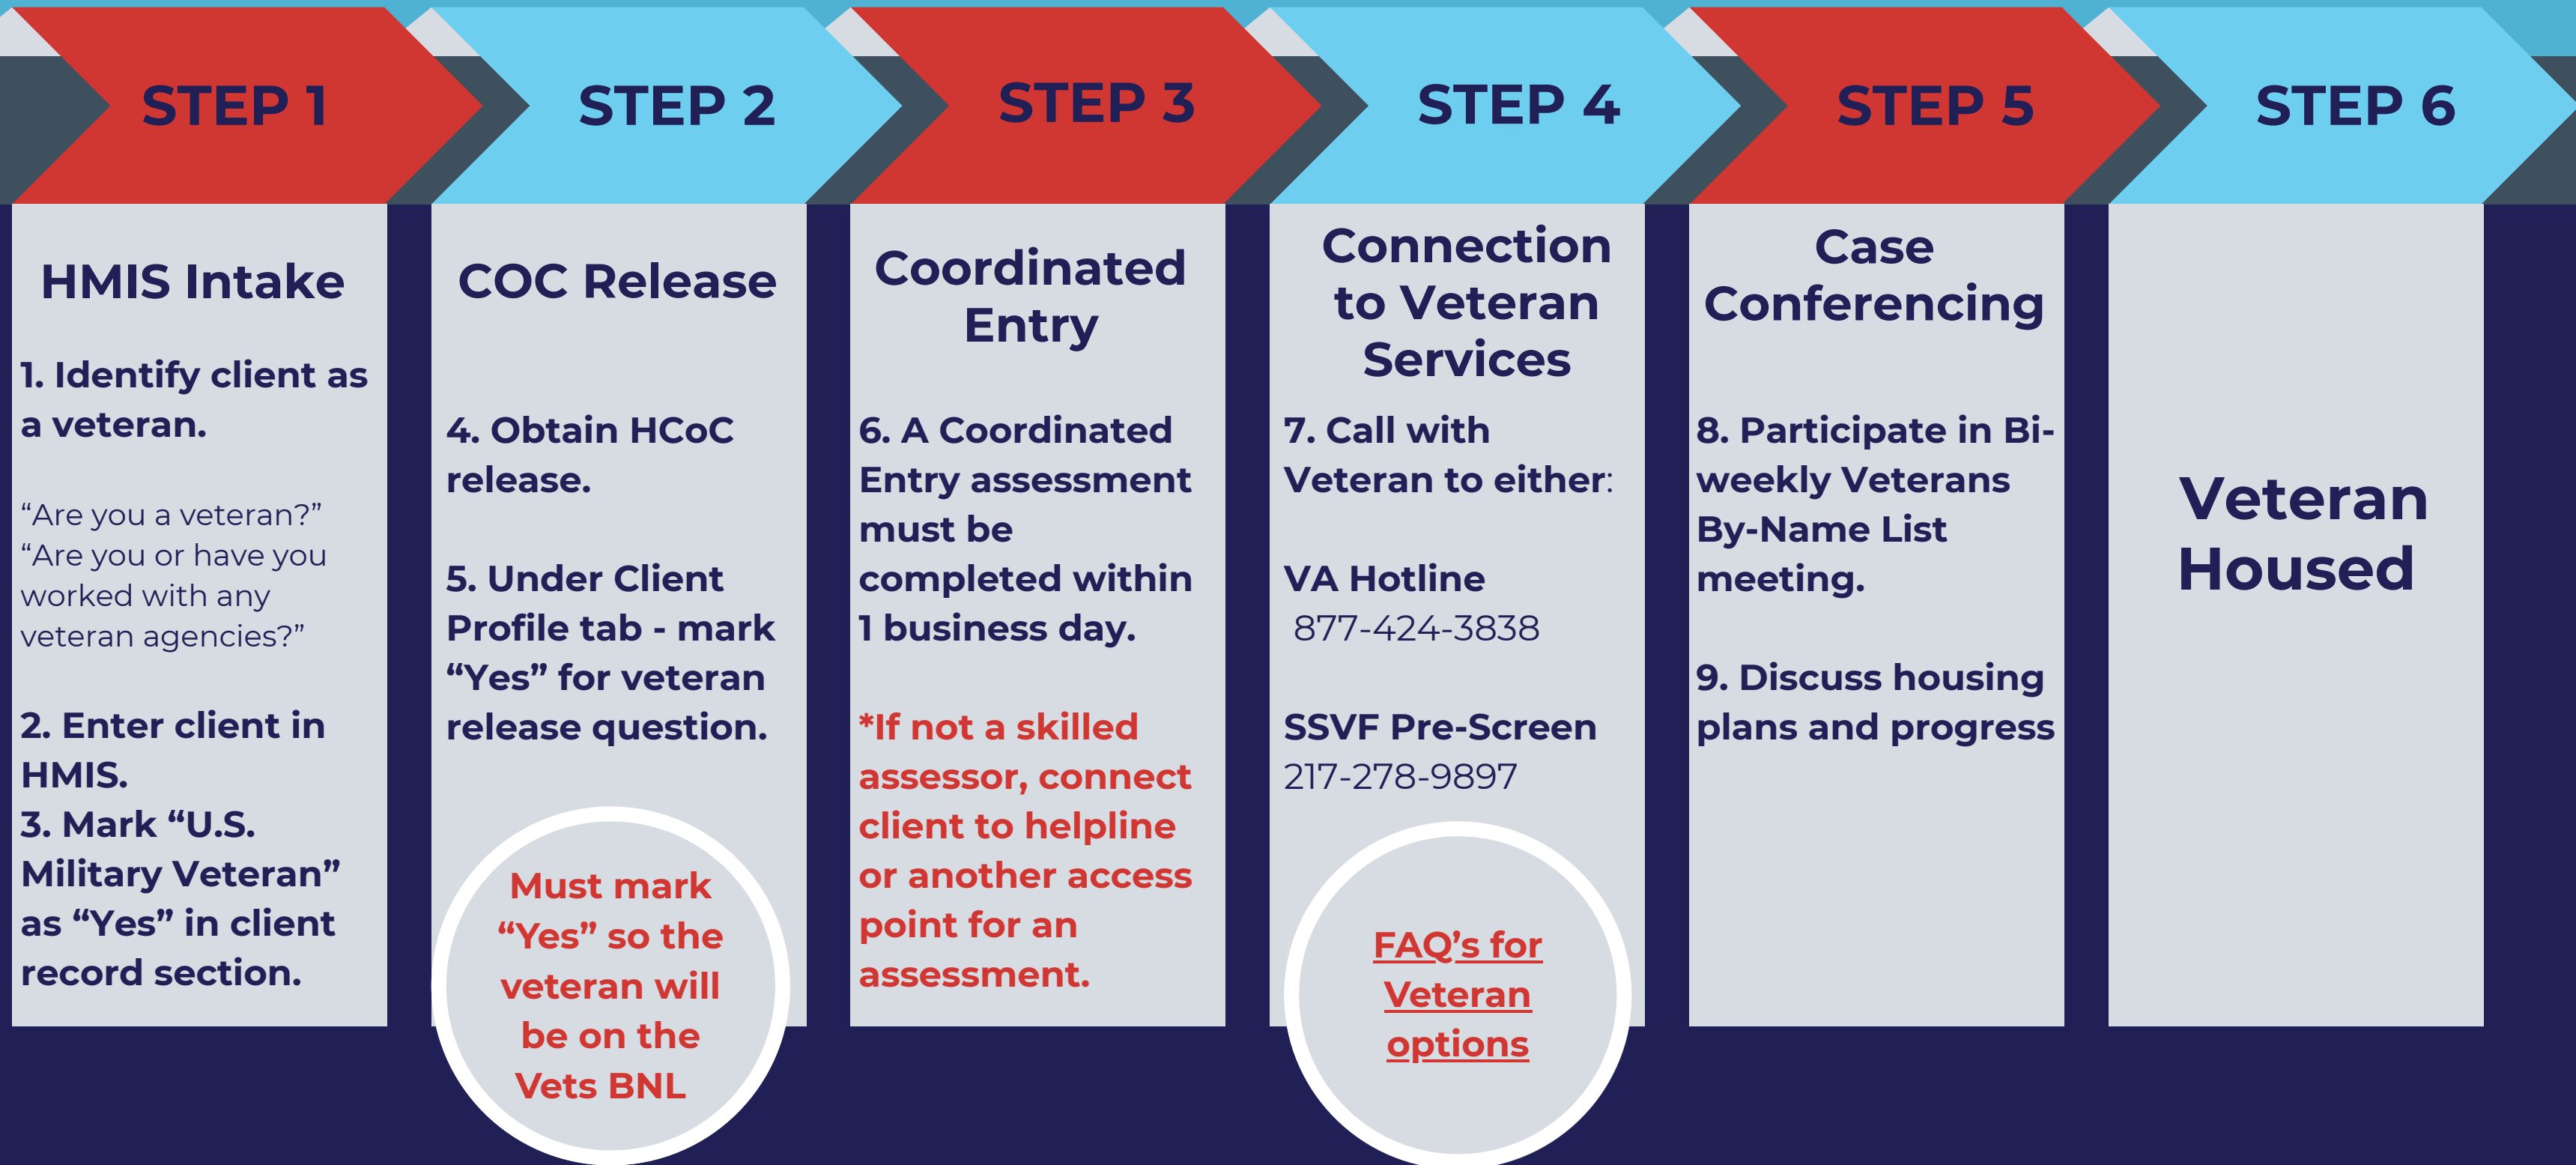 STEP 1
HMIS Intake
1. Identify client as
a veteran.
“Are you a veteran?”
“Are you or have you
worked with any
veteran agencies?”
2. Enter client in
HMIS.
3. Mark “U.S.
Military Veteran”
as “Yes” in client
record section.
STEP 2
COC Release
4. Obtain HCoC
release.
5. Under Client
Profile tab - mark
“Yes” for veteran
release question.
Must mark
“Yes” so the
veteran will
be on the
Vets BNL
STEP 3
Coordinated
Entry
6. A Coordinated
Entry assessment
must be
completed within
1 business day.
*If not a skilled
assessor, connect
client to helpline
or another access
point for an
assessment.
STEP 4
Connection
to Veteran
Services
7. Call with
Veteran to either:
VA Hotline
877-424-3838
SSVF Pre-Screen
217-278-9897
FAQ’s for
Veteran
options
STEP 5
Case
Conferencing
8. Participate in Bi-
weekly Veterans
By-Name List
meeting.
9. Discuss housing
plans and progress
STEP 6
Veteran
Housed